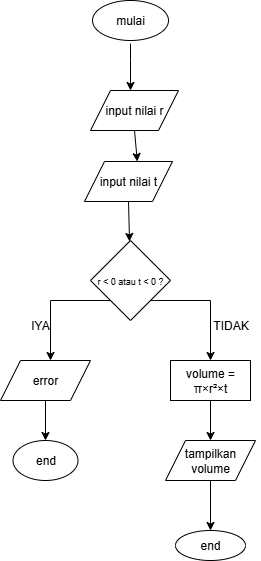 mulai
input nilai r
input nilai t
r < 0 atau t < 0 ?
IYA
TIDAK
error
volume =
π×r²×t
end
tampilkan
volume
end